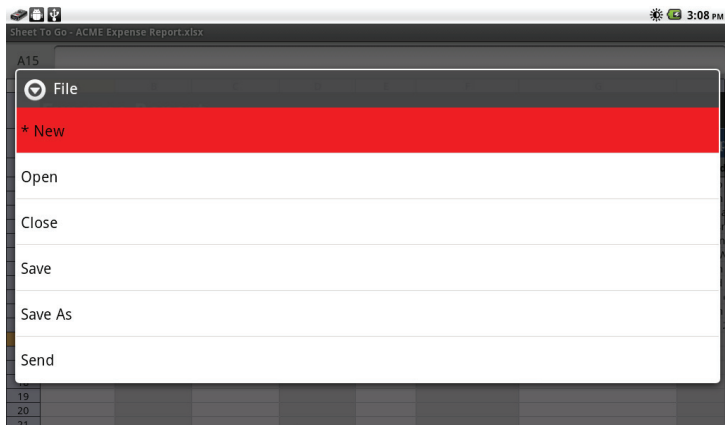 3:08 PM
Sheet To Go - ACME Expense Report.xlsx
A15
File
* New
Open
Close
Save
Save As
Send
19
20
21